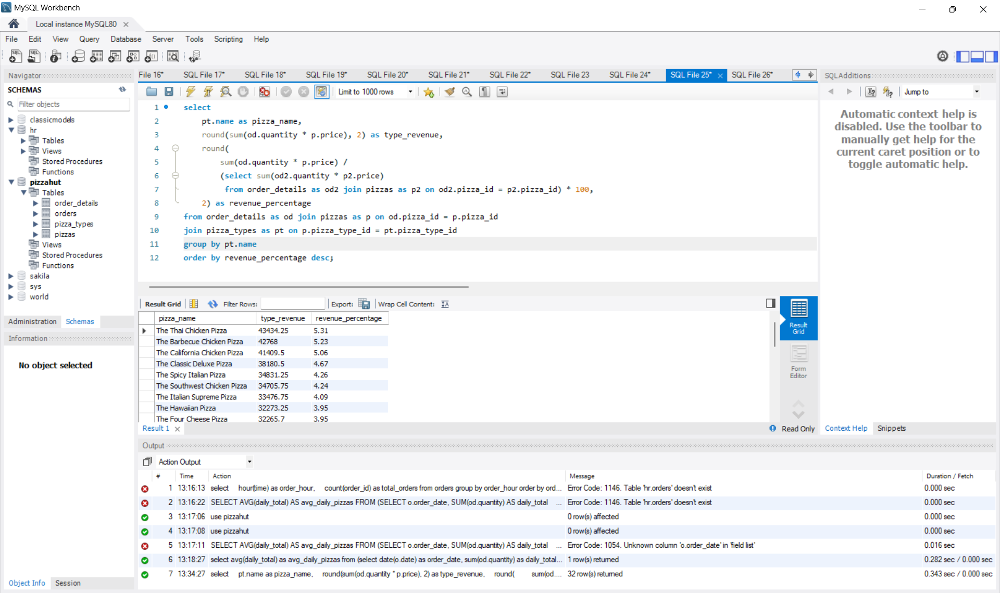 MySQL Workbench
Local instance MySQL80
File Edit View Query Database Server Tools Scripting Help
Navigator
SCHEMAS
Filter objects
classicmodels
hr
Tables
Views
Stored Procedures
Functions
pizzahut
Tables
order_details
orders
pizza_types
pizzas
Views
Stored Procedures
Functions
sakila
sys
world
Administration Schemas
Information
No object selected
Object Info Session
File 16* SQL File 17* SQL File 18* SQL File 19* SQL File 20* SQL File 21* SQL File 22* SQL File 23 SQL File 24* SQL File 25* SQL File 26*
Limit to 1000 rows
1 select
2 pt.name as pizza_name,
3 round(sum(od.quantity * p.price), 2) as type_revenue,
4 round(
5 sum(od.quantity * p.price) /
6 (select sum(od2.quantity * p2.price)
7 from order_details as od2 join pizzas as p2 on od2.pizza_id = p2.pizza_id) * 100,
8 2) as revenue_percentage
9 from order_details as od join pizzas as p on od.pizza_id = p.pizza_id
10 join pizza_types as pt on p.pizza_type_id = pt.pizza_type_id
11 group by pt.name
12 order by revenue_percentage desc;
Result Grid Filter Rows: Export: Wrap Cell Content:
pizza_name type_revenue revenue_percentage
The Thai Chicken Pizza 43434.25 5.31
The Barbecue Chicken Pizza 42768 5.23
The California Chicken Pizza 41409.5 5.06
The Classic Deluxe Pizza 38180.5 4.67
The Spicy Italian Pizza 34831.25 4.26
The Southwest Chicken Pizza 34705.75 4.24
The Italian Supreme Pizza 33476.75 4.09
The Hawaiian Pizza 32273.25 3.95
The Four Cheese Pizza 32265.7 3.95
Result
Grid
Form
Editor
Result 1
Read Only
SQLAdditions
Jump to
Automatic context help is
disabled. Use the toolbar to
manually get help for the
current caret position or to
toggle automatic help.
Context Help Snippets
Output
Action Output
# Time Action Message Duration / Fetch
1 13:16:13 select hour(time) as order_hour, count(order_id) as total_orders from orders group by order_hour order by ord... Error Code: 1146. Table 'hr.orders' doesn't exist 0.000 sec
2 13:16:22 SELECT AVG(daily_total) AS avg_daily_pizzas FROM (SELECT o.order_date, SUM(od.quantity) AS daily_total ... Error Code: 1146. Table 'hr.orders' doesn't exist 0.000 sec
3 13:17:06 use pizzahut 0 row(s) affected 0.000 sec
4 13:17:08 use pizzahut 0 row(s) affected 0.000 sec
5 13:17:11 SELECT AVG(daily_total) AS avg_daily_pizzas FROM (SELECT o.order_date, SUM(od.quantity) AS daily_total ... Error Code: 1054. Unknown column 'o.order_date' in 'field list' 0.016 sec
6 13:18:27 select avg(daily_total) as avg_daily_pizzas from (select date(o.date) as order_date, sum(od.quantity) as daily_total... 1 row(s) returned 0.282 sec / 0.000 sec
7 13:34:27 select pt.name as pizza_name, round(sum(od.quantity * p.price), 2) as type_revenue, round( sum(od.... 32 row(s) returned 0.343 sec / 0.000 sec